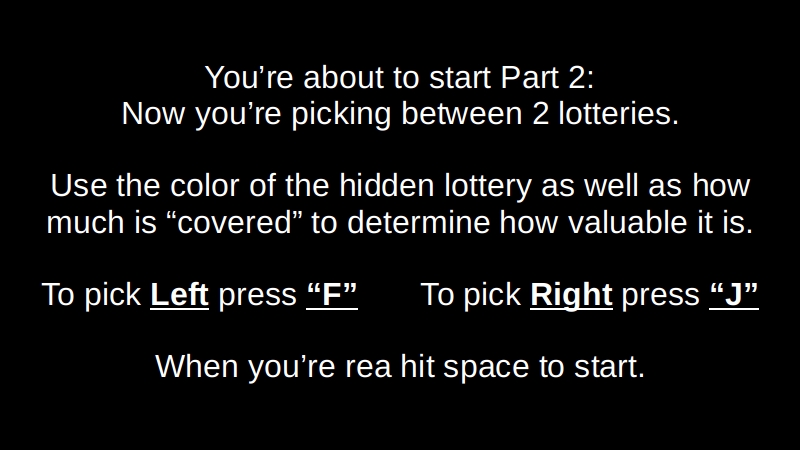 You’re about to start Part 2:
Now you’re picking between 2 lotteries.
Use the color of the hidden lottery as well as how
much is “covered” to determine how valuable it is.
To pick Left press “F” To pick Right press “J”
When you’re rea hit space to start.